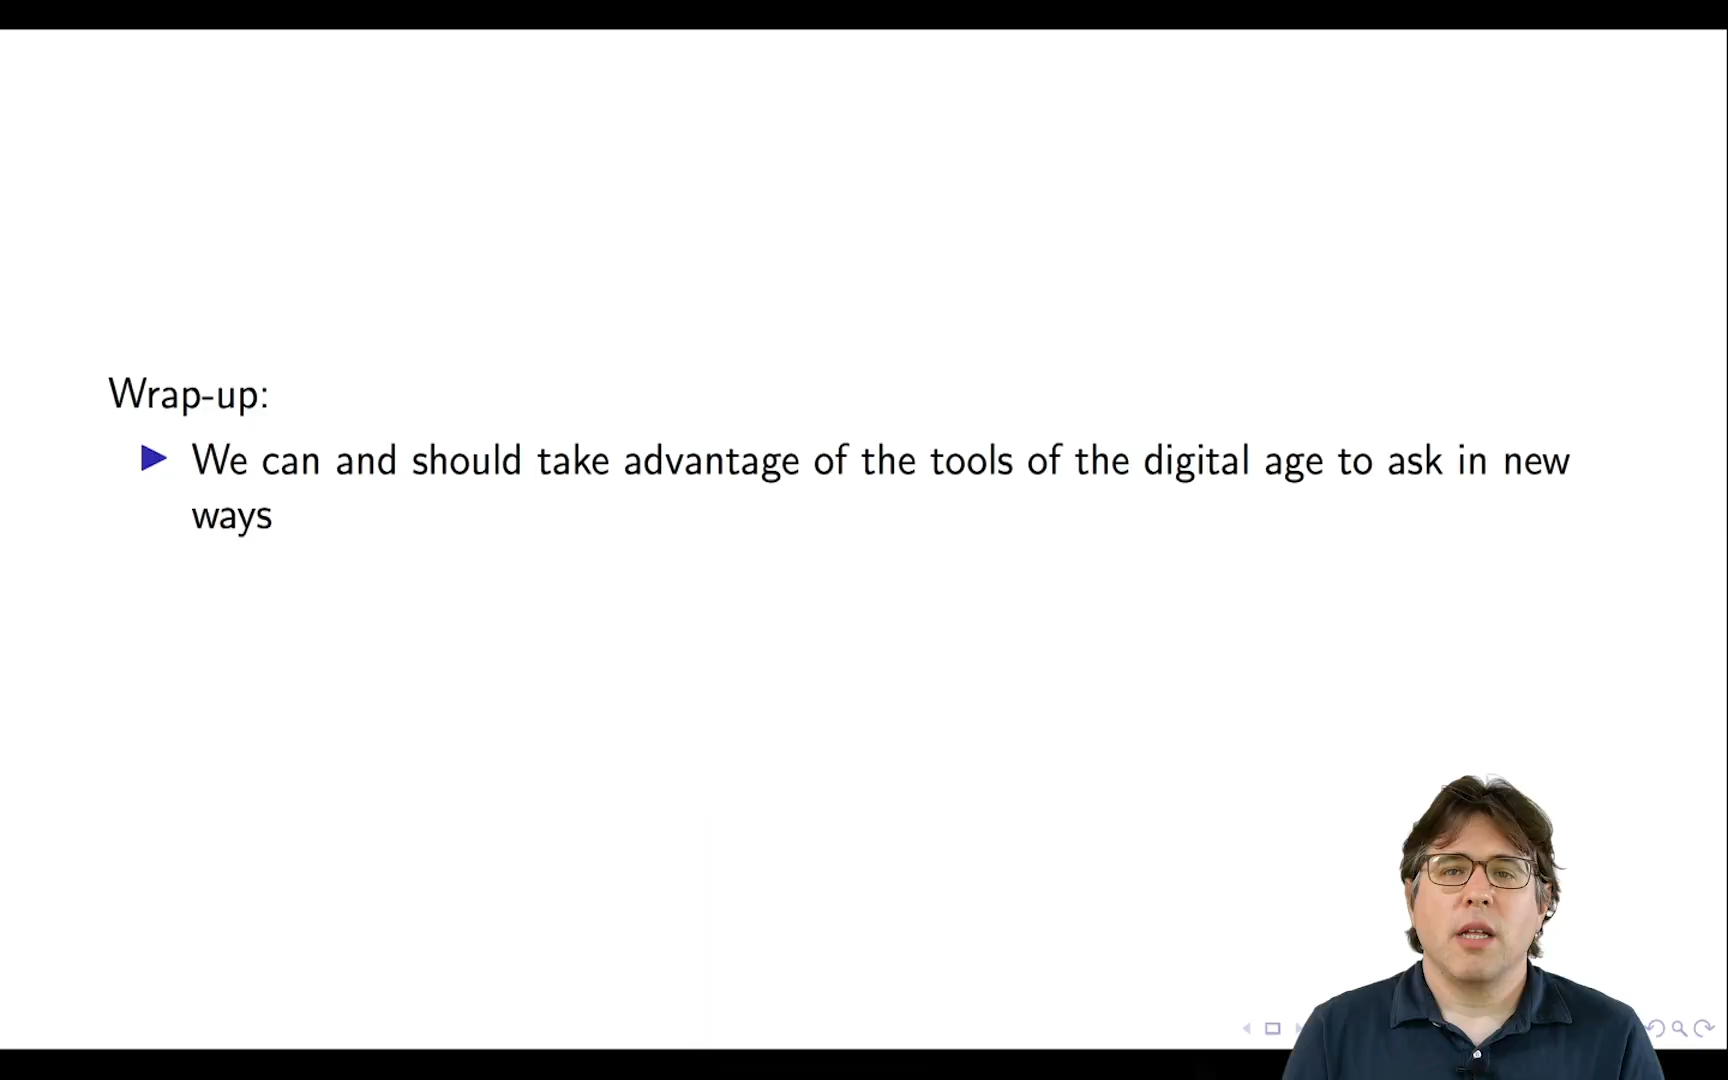 Wrap-up:
We can and should take advantage of the tools of the digital age to ask in new
ways